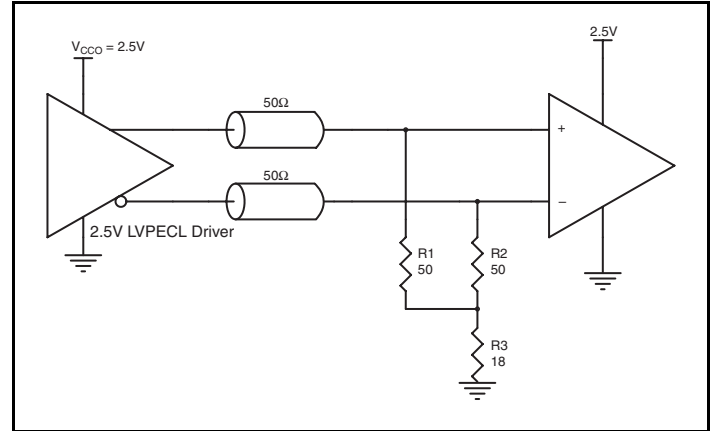 V_CCO = 2.5V
2.5V
50Ω
+
50Ω
–
2.5V LVPECL Driver
R1
50
R2
50
R3
18